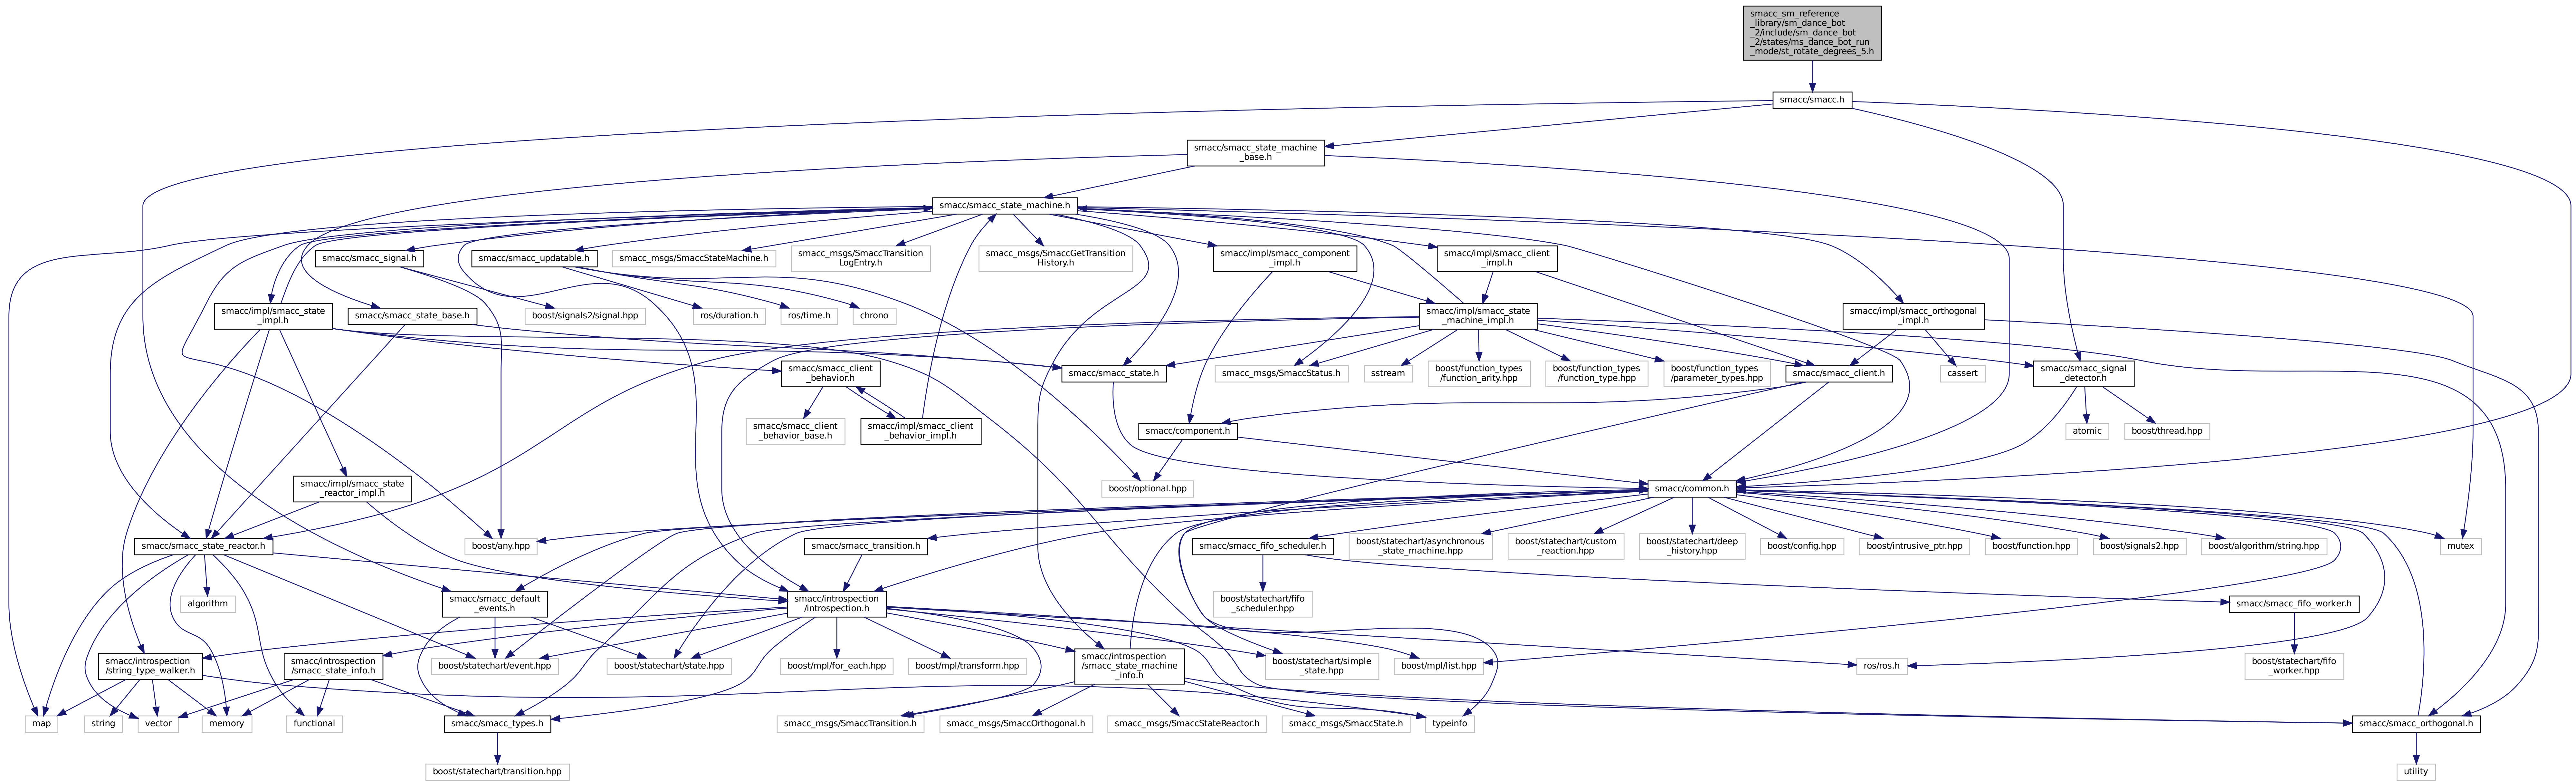 smacc_sm_reference
_library/sm_dance_bot
_2/include/sm_dance_bot
_2/states/ms_dance_bot_run
_mode/st_rotate_degrees_5.h
smacc/smacc.h
smacc/smacc_state_machine
_base.h
smacc/smacc_state_machine.h
smacc/smacc_signal.h
smacc/smacc_updatable.h
smacc_msgs/SmaccStateMachine.h
smacc_msgs/SmaccTransition
LogEntry.h
smacc_msgs/SmaccGetTransition
History.h
smacc/impl/smacc_component
_impl.h
smacc/impl/smacc_client
_impl.h
smacc/impl/smacc_state
_impl.h
smacc/smacc_state_base.h
boost/signals2/signal.hpp
ros/duration.h
ros/time.h
chrono
smacc/impl/smacc_state
_machine_impl.h
smacc/impl/smacc_orthogonal
_impl.h
smacc/smacc_client
_behavior.h
smacc/smacc_state.h
smacc_msgs/SmaccStatus.h
sstream
boost/function_types
/function_arity.hpp
boost/function_types
/function_type.hpp
boost/function_types
/parameter_types.hpp
smacc/smacc_client.h
cassert
smacc/smacc_signal
_detector.h
smacc/smacc_client
_behavior_base.h
smacc/impl/smacc_client
_behavior_impl.h
smacc/component.h
atomic
boost/thread.hpp
smacc/impl/smacc_state
_reactor_impl.h
boost/optional.hpp
smacc/common.h
smacc/smacc_state_reactor.h
boost/any.hpp
smacc/smacc_transition.h
smacc/smacc_fifo_scheduler.h
boost/statechart/asynchronous
_state_machine.hpp
boost/statechart/custom
_reaction.hpp
boost/statechart/deep
_history.hpp
boost/config.hpp
boost/intrusive_ptr.hpp
boost/function.hpp
boost/signals2.hpp
boost/algorithm/string.hpp
mutex
algorithm
smacc/smacc_default
_events.h
smacc/introspection
/introspection.h
boost/statechart/fifo
_scheduler.hpp
smacc/smacc_fifo_worker.h
smacc/introspection
/string_type_walker.h
smacc/introspection
/smacc_state_info.h
boost/statechart/event.hpp
boost/statechart/state.hpp
boost/mpl/for_each.hpp
boost/mpl/transform.hpp
smacc/introspection
/smacc_state_machine
_info.h
boost/statechart/simple
_state.hpp
boost/mpl/list.hpp
ros/ros.h
boost/statechart/fifo
_worker.hpp
map
string
vector
memory
functional
smacc/smacc_types.h
smacc_msgs/SmaccTransition.h
smacc_msgs/SmaccOrthogonal.h
smacc_msgs/SmaccStateReactor.h
smacc_msgs/SmaccState.h
typeinfo
smacc/smacc_orthogonal.h
boost/statechart/transition.hpp
utility